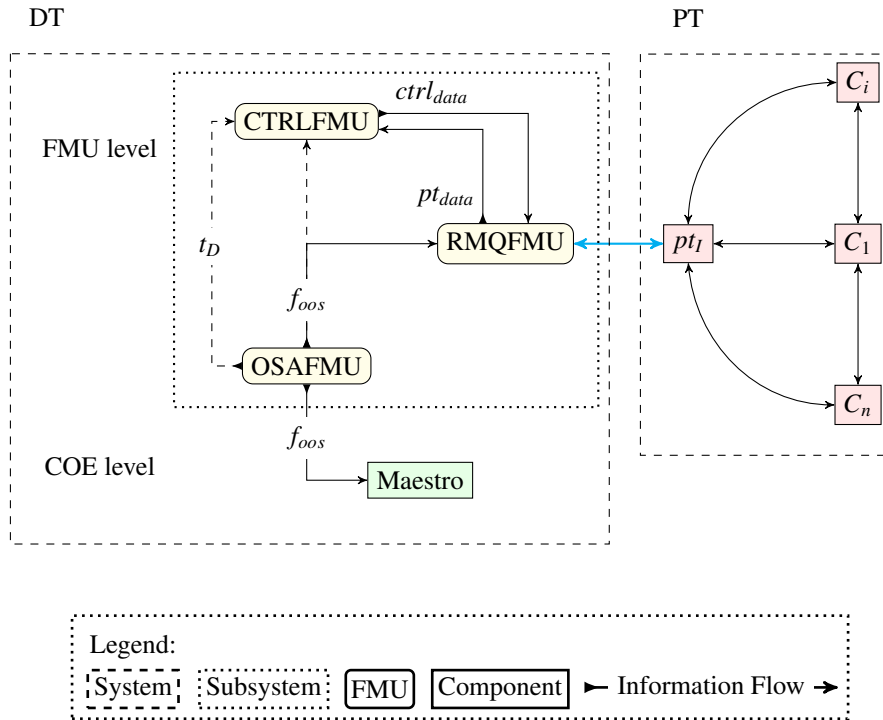 DT
PT
ctrl_data
C_i
CTRLFMU
FMU level
pt_data
t_D
RMQFMU
pt_I
C_1
f_oos
OSAFMU
C_n
f_oos
COE level
Maestro
Legend:
System Subsystem FMU Component Information Flow